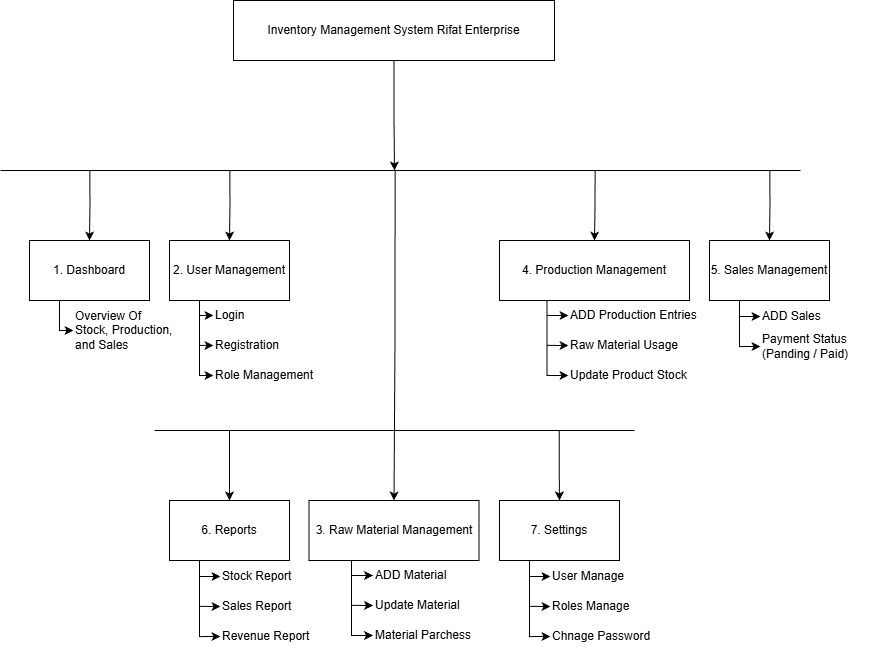 Inventory Management System Rifat Enterprise
1. Dashboard
Overview Of
Stock, Production,
and Sales
2. User Management
Login
Registration
Role Management
4. Production Management
ADD Production Entries
Raw Material Usage
Update Product Stock
5. Sales Management
ADD Sales
Payment Status
(Panding / Paid)
6. Reports
Stock Report
Sales Report
Revenue Report
3. Raw Material Management
ADD Material
Update Material
Material Parchess
7. Settings
User Manage
Roles Manage
Chnage Password